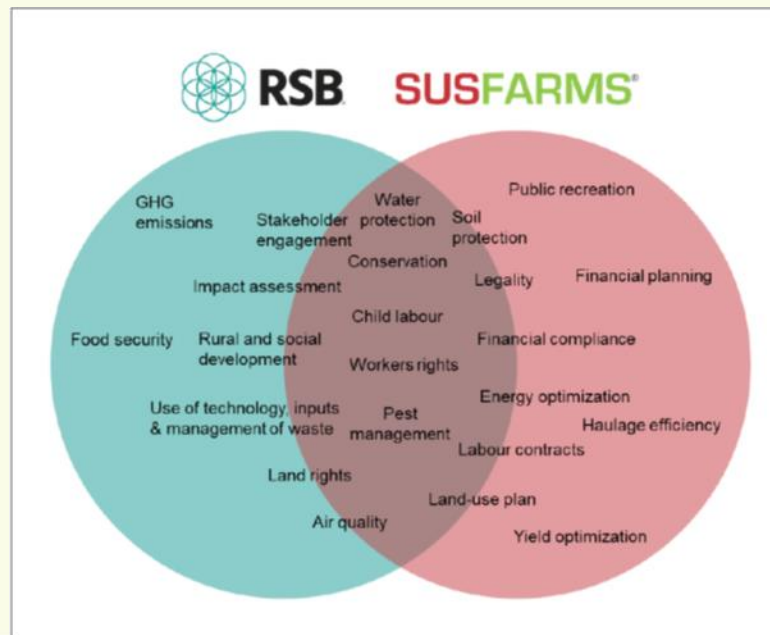 RSB
SUSFARMS®
GHG
emissions
Stakeholder
engagement
Water
protection
Soil
protection
Public recreation
Conservation
Impact assessment
Legality
Financial planning
Child labour
Food security
Rural and social
development
Financial compliance
Workers rights
Use of technology, inputs
& management of waste
Pest
management
Energy optimization
Haulage efficiency
Labour contracts
Land rights
Land-use plan
Air quality
Yield optimization